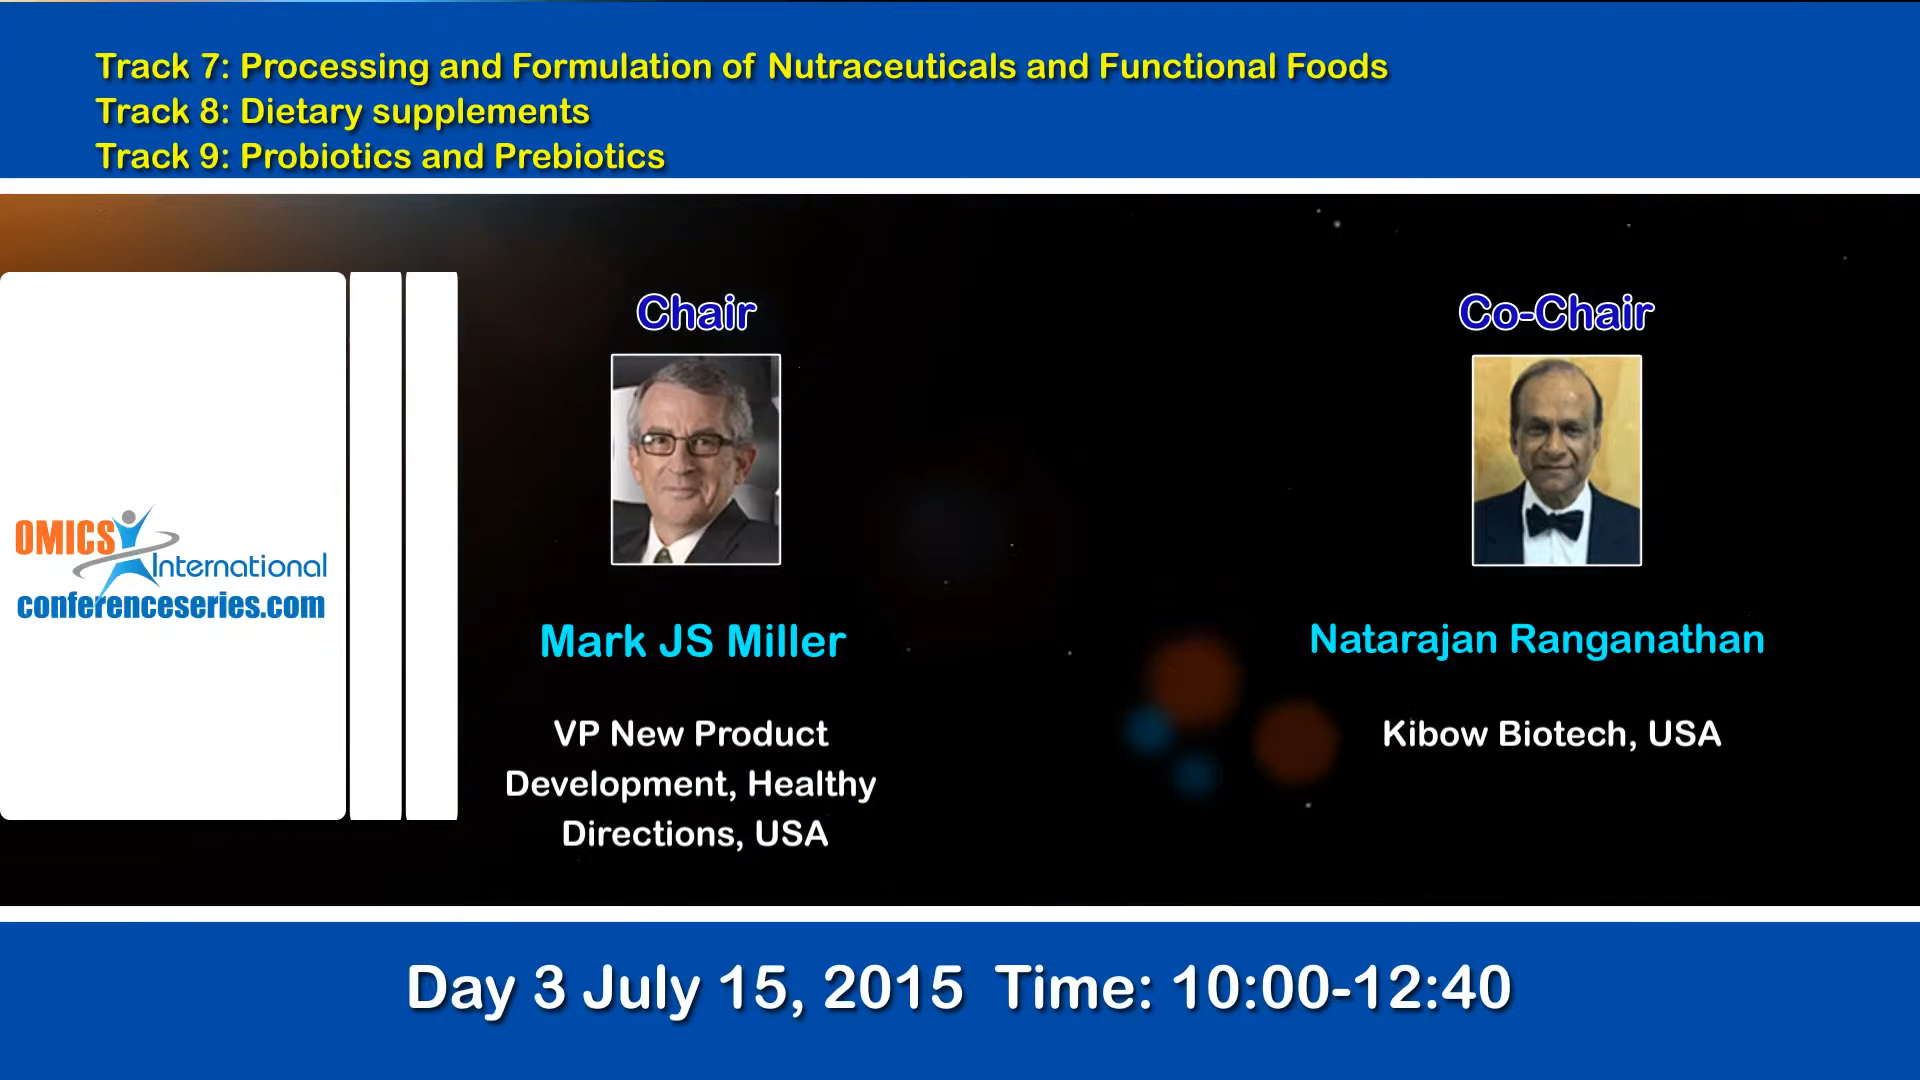 Track 7: Processing and Formulation of Nutraceuticals and Functional Foods
Track 8: Dietary supplements
Track 9: Probiotics and Prebiotics
Chair
Co-Chair
OMICS
International
conferenceseries.com
Mark JS Miller
Natarajan Ranganathan
VP New Product
Development, Healthy
Directions, USA
Kibow Biotech, USA
Day 3 July 15, 2015 Time: 10:00-12:40